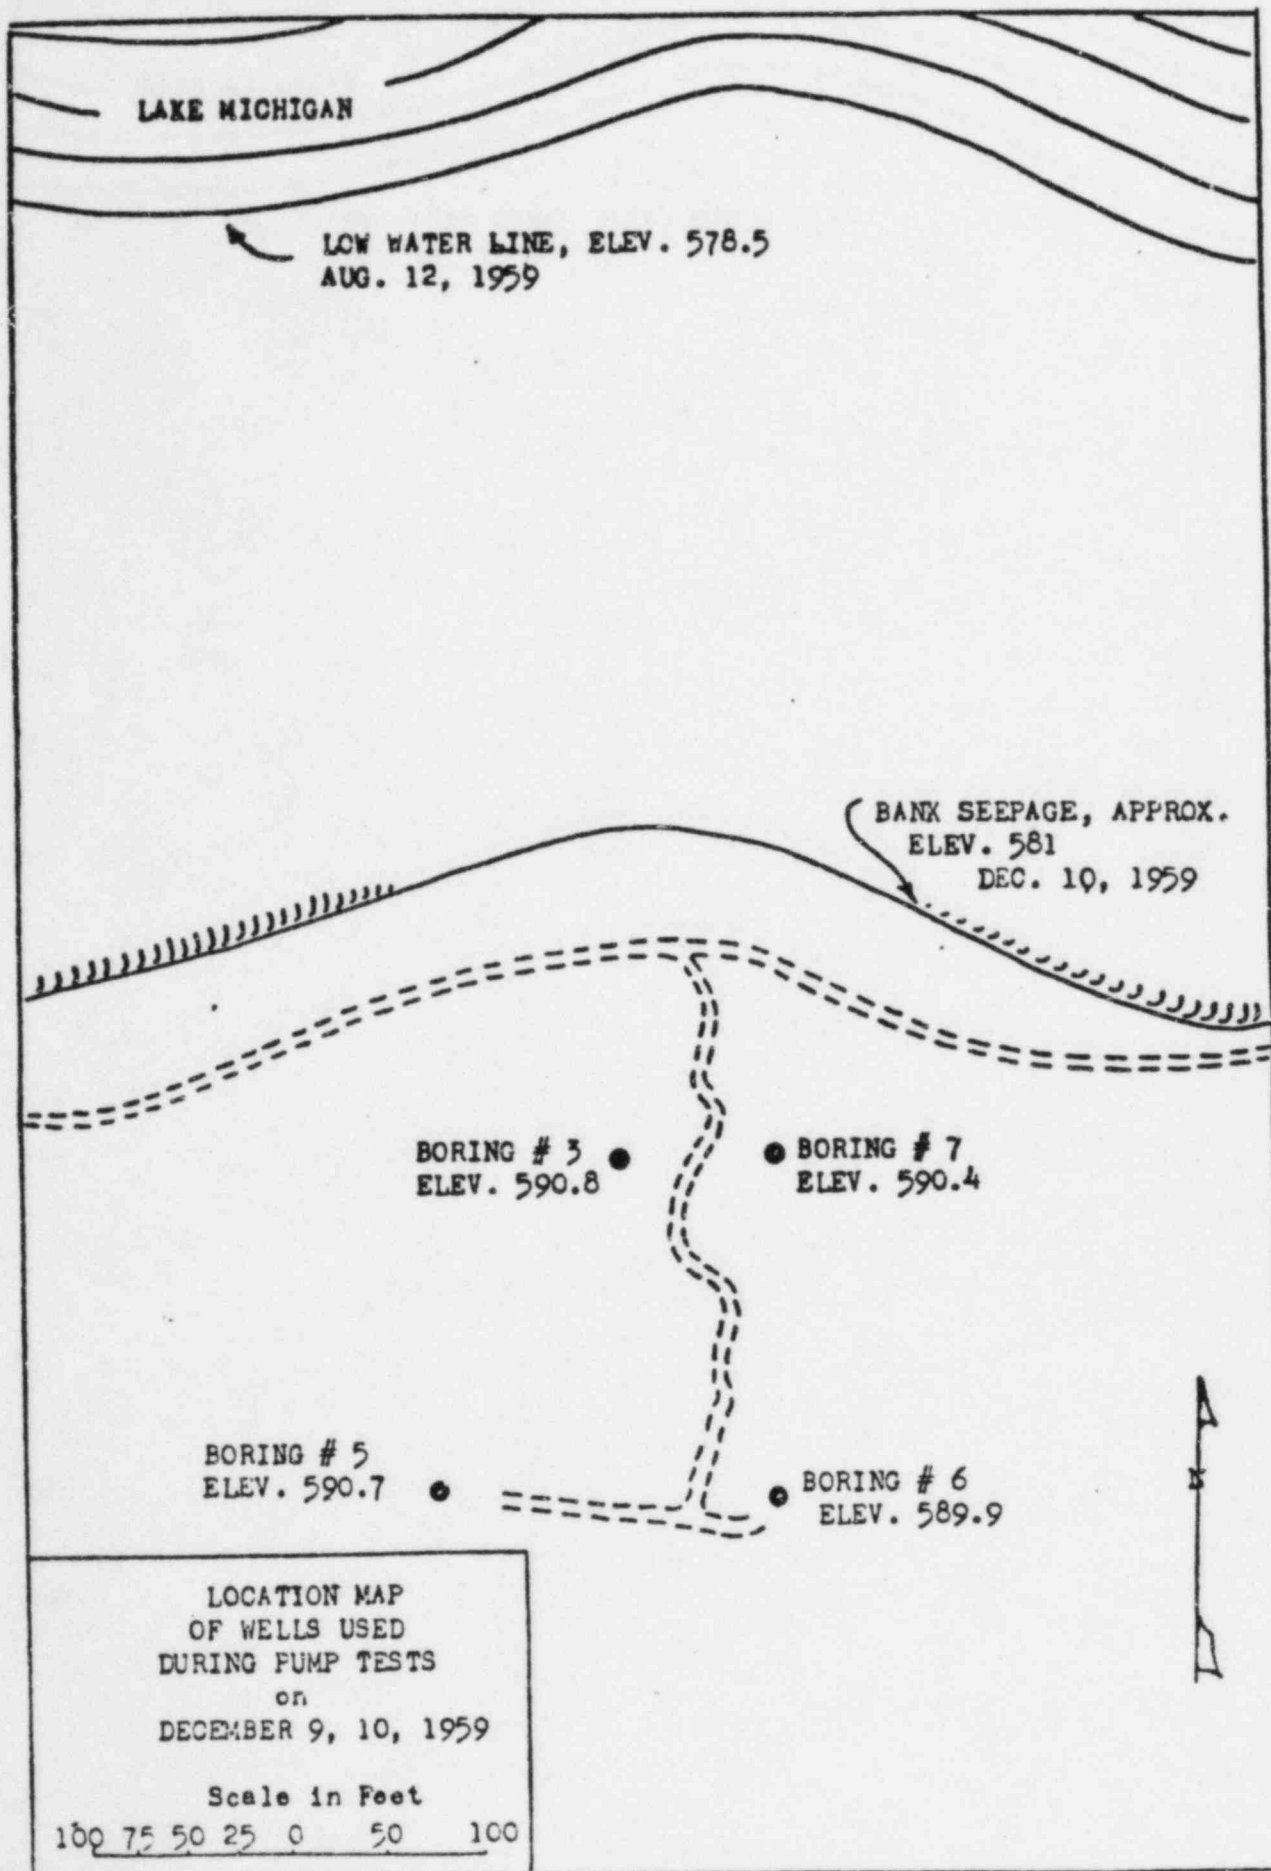 LAKE MICHIGAN
LOW WATER LINE, ELEV. 578.5
AUG. 12, 1959
BANK SEEPAGE, APPROX.
ELEV. 581
DEC. 10, 1959
BORING # 3
ELEV. 590.8
BORING # 7
ELEV. 590.4
BORING # 5
ELEV. 590.7
BORING # 6
ELEV. 589.9
N
LOCATION MAP
OF WELLS USED
DURING PUMP TESTS
on
DECEMBER 9, 10, 1959
Scale in Feet
100 75 50 25 0 50 100